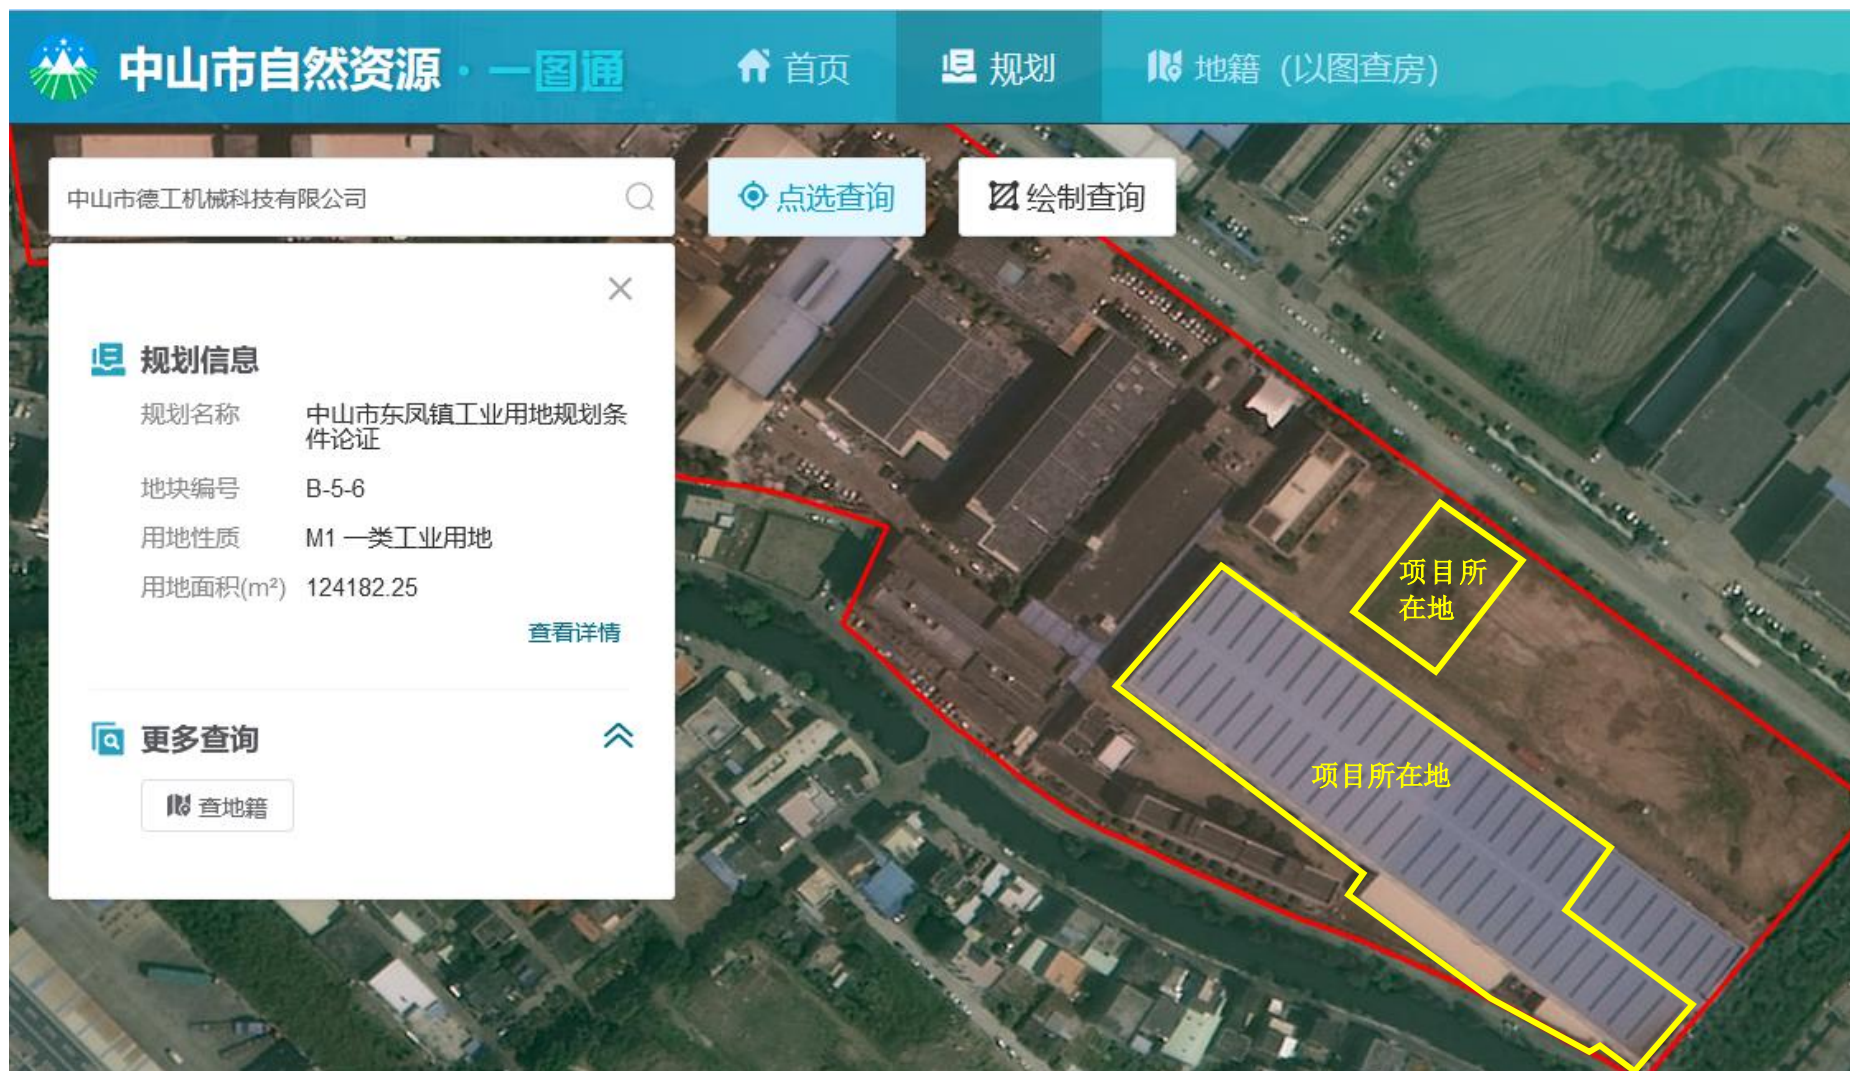 中山市自然资源·一图通
首页
规划
地籍（以图查房）
中山市德工机械科技有限公司
点选查询
绘制查询
规划信息
规划名称 中山市东凤镇工业用地规划条
件论证
地块编号 B-5-6
用地性质 M1 一类工业用地
用地面积(m²) 124182.25
查看详情
更多查询
查地籍
项目所
在地
项目所在地